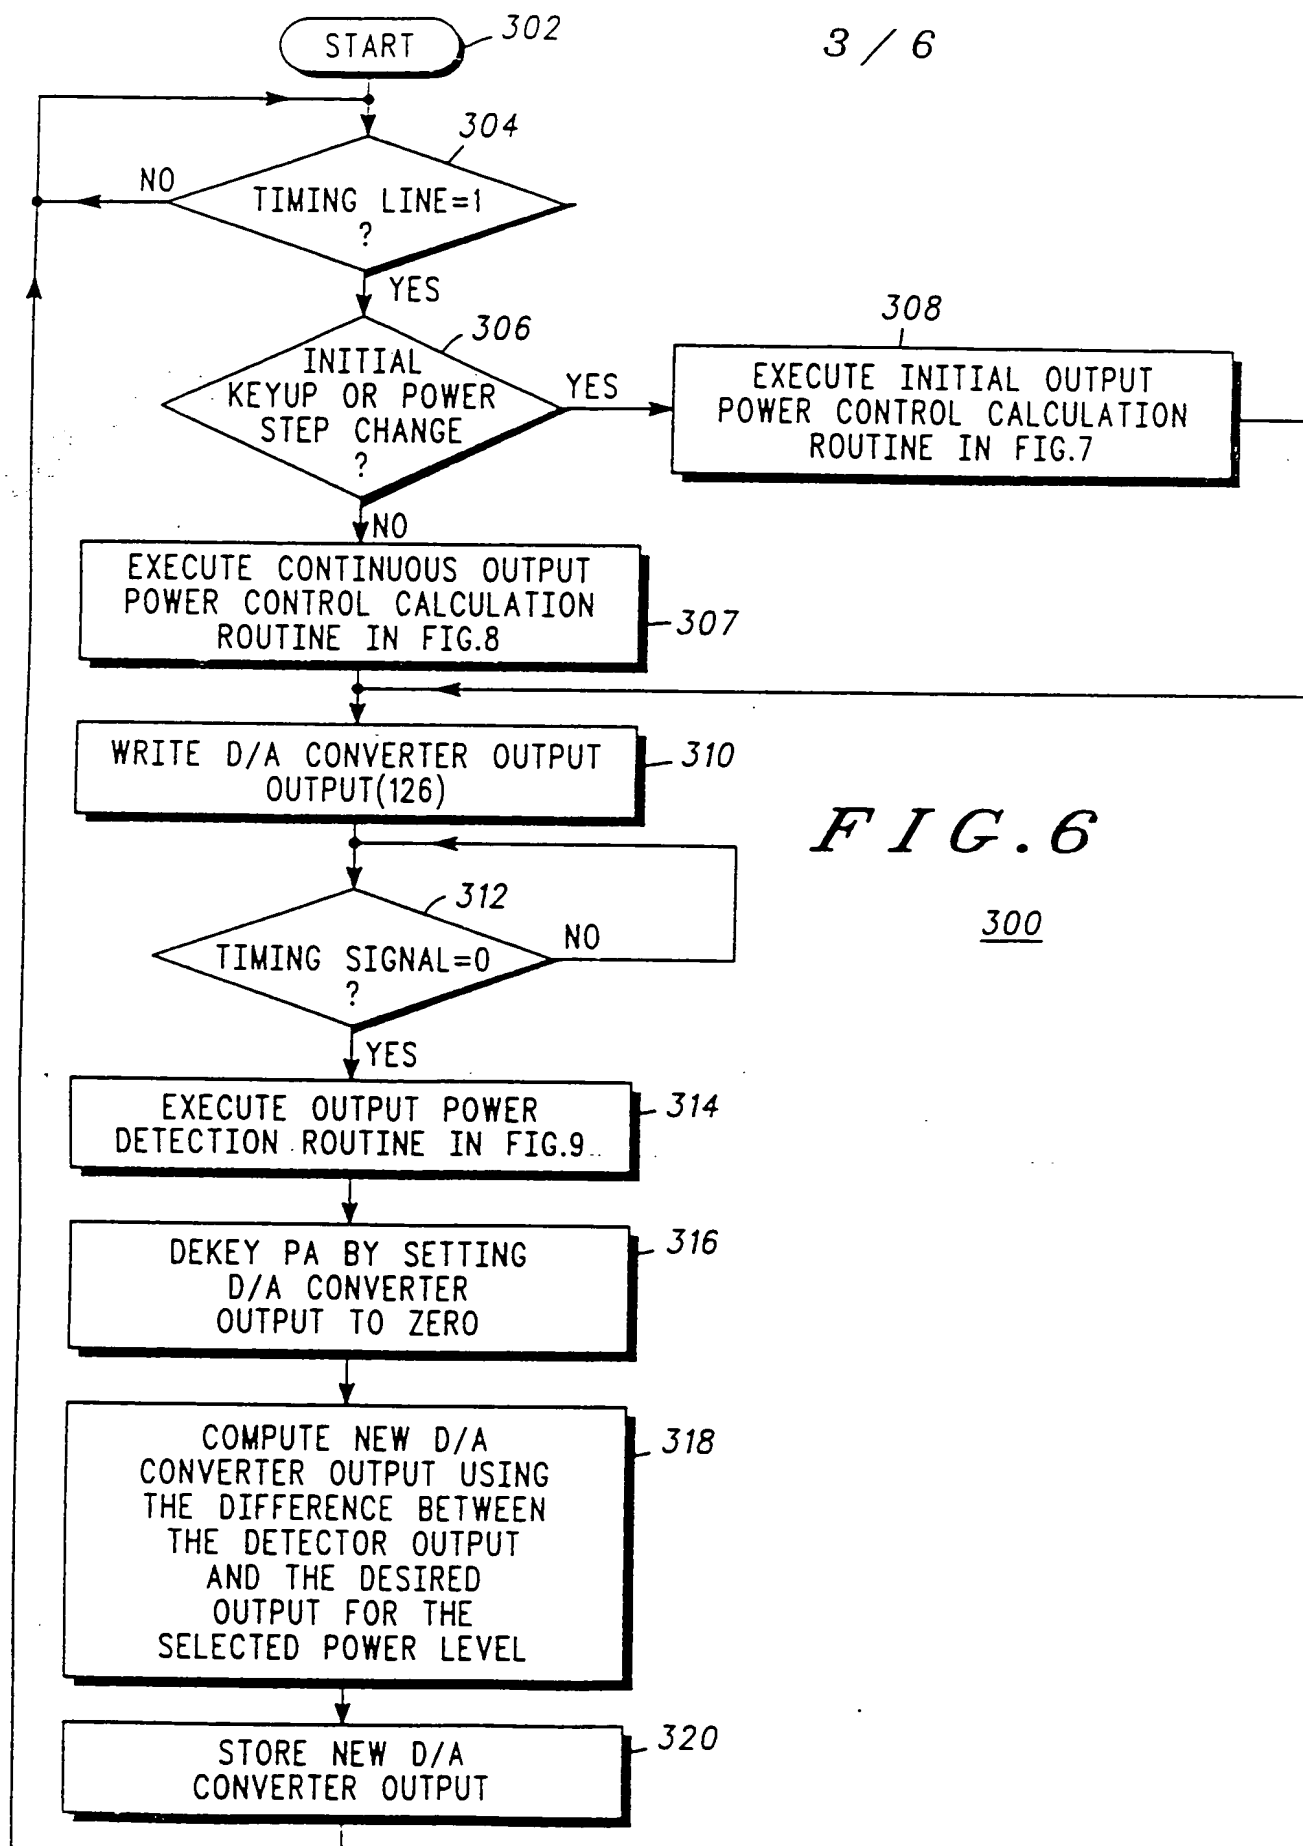 3/6
START
302
304
NO
TIMING LINE=1
?
YES
306
INITIAL
KEYUP OR POWER
STEP CHANGE
?
YES
308
EXECUTE INITIAL OUTPUT
POWER CONTROL CALCULATION
ROUTINE IN FIG.7
NO
EXECUTE CONTINUOUS OUTPUT
POWER CONTROL CALCULATION
ROUTINE IN FIG.8
307
WRITE D/A CONVERTER OUTPUT
OUTPUT(126)
310
FIG.6
300
312
TIMING SIGNAL=0
?
NO
YES
EXECUTE OUTPUT POWER
DETECTION ROUTINE IN FIG.9
314
DEKEY PA BY SETTING
D/A CONVERTER
OUTPUT TO ZERO
316
COMPUTE NEW D/A
CONVERTER OUTPUT USING
THE DIFFERENCE BETWEEN
THE DETECTOR OUTPUT
AND THE DESIRED
OUTPUT FOR THE
SELECTED POWER LEVEL
318
STORE NEW D/A
CONVERTER OUTPUT
320